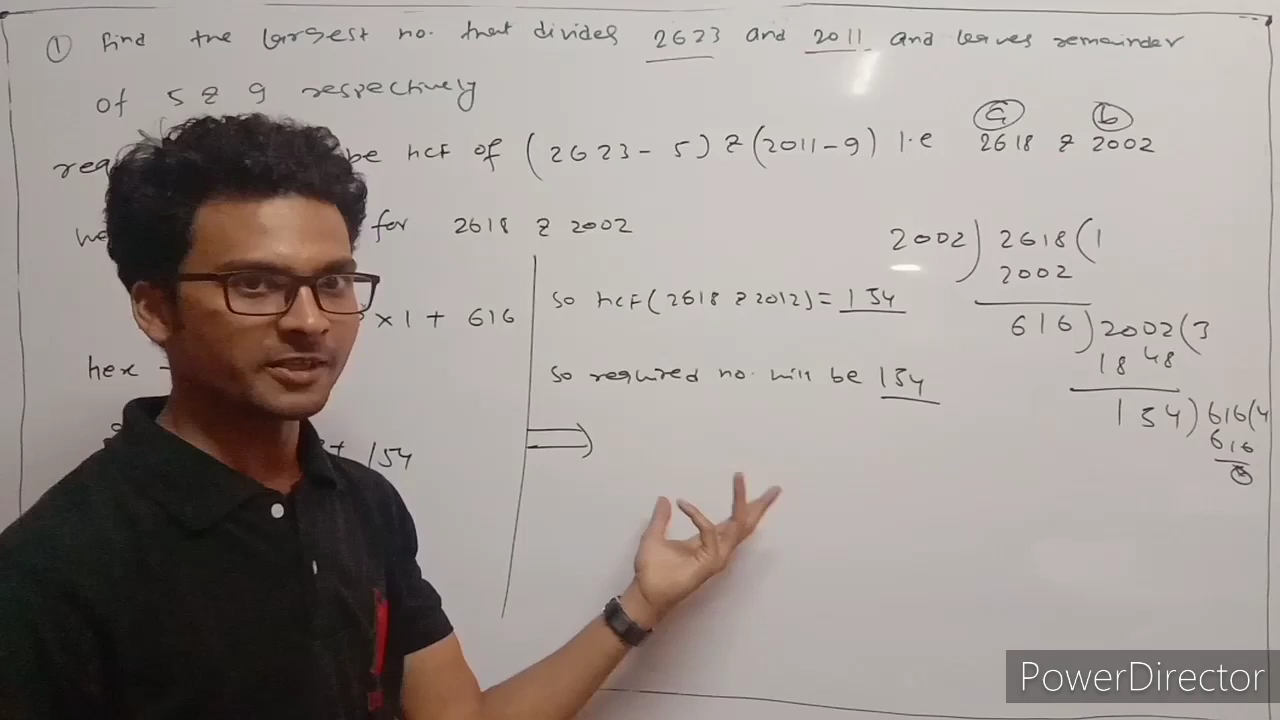 ① Find the largest no. that divides 2623 and 2011 and leaves remainder
of 5 & 9 respectively
be HCF of (2623 - 5) & (2011 - 9) i.e 2618 & 2002
a b
for 2618 & 2002
x 1 + 616
+ 154
So HCF (2618 & 2012) = 154
So required no. will be 154
2002) 2618 (1
2002
616) 2002 (3
1848
154) 616 (4
616
0
PowerDirector